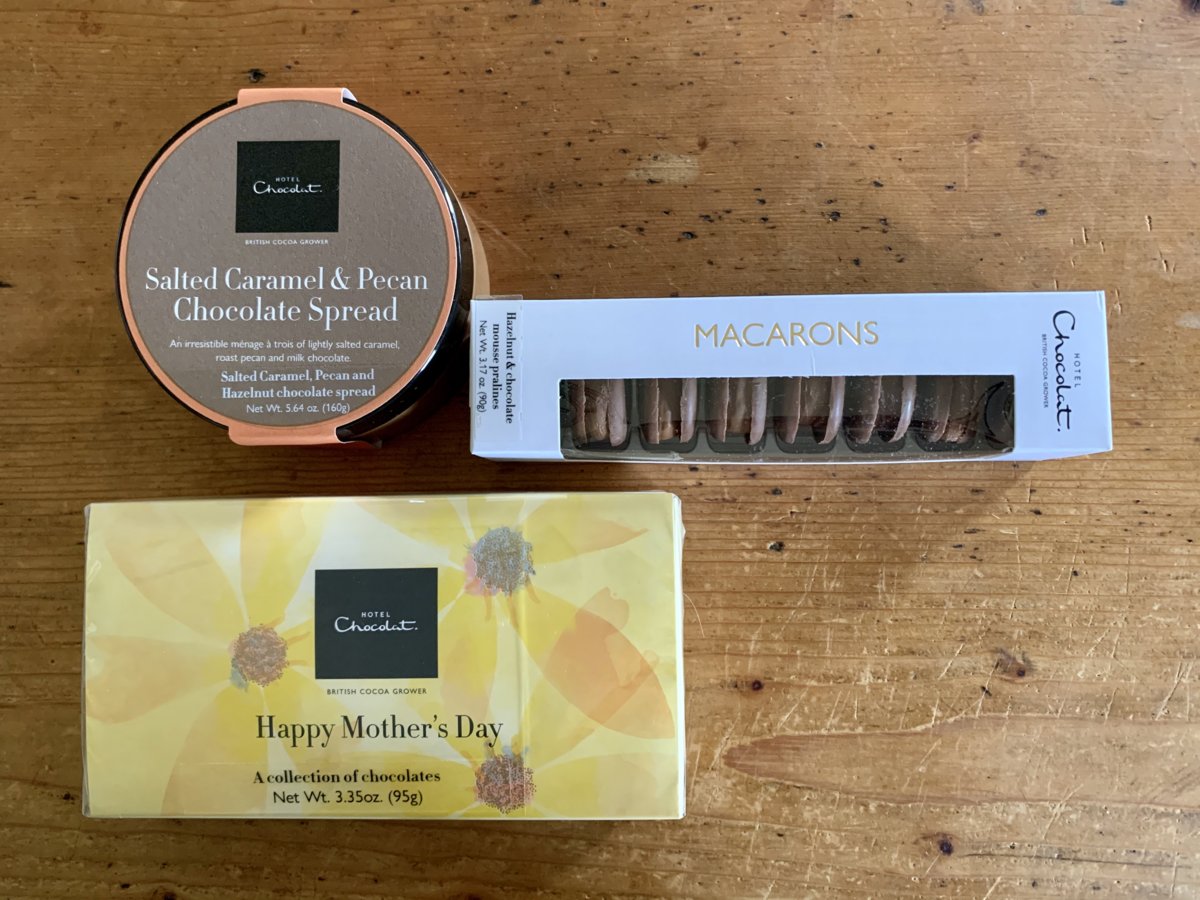 HOTEL
Chocolat.
BRITISH COCOA GROWER
Salted Caramel & Pecan
Chocolate Spread
An irresistible ménage à trois of lightly salted caramel,
roast pecan and milk chocolate.
Salted Caramel, Pecan and
Hazelnut chocolate spread
Net Wt. 5.64 oz. (160g)
Hazelnut & chocolate
mousse pralines
Net Wt. 3.17 oz. (90g)
MACARONS
HOTEL
Chocolat.
BRITISH COCOA GROWER
HOTEL
Chocolat.
BRITISH COCOA GROWER
Happy Mother's Day
A collection of chocolates
Net Wt. 3.35oz. (95g)